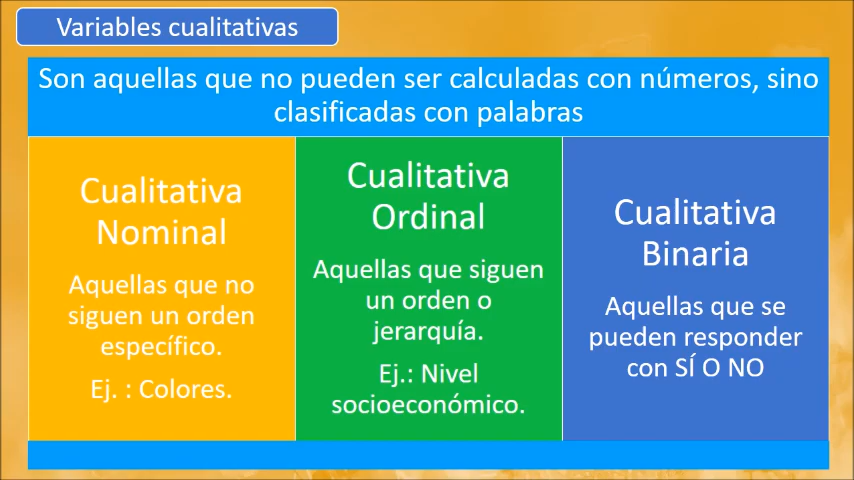 Variables cualitativas
Son aquellas que no pueden ser calculadas con números, sino
clasificadas con palabras
Cualitativa
Nominal
Aquellas que no
siguen un orden
específico.
Ej. : Colores.
Cualitativa
Ordinal
Aquellas que siguen
un orden o
jerarquía.
Ej.: Nivel
socioeconómico.
Cualitativa
Binaria
Aquellas que se
pueden responder
con SÍ O NO